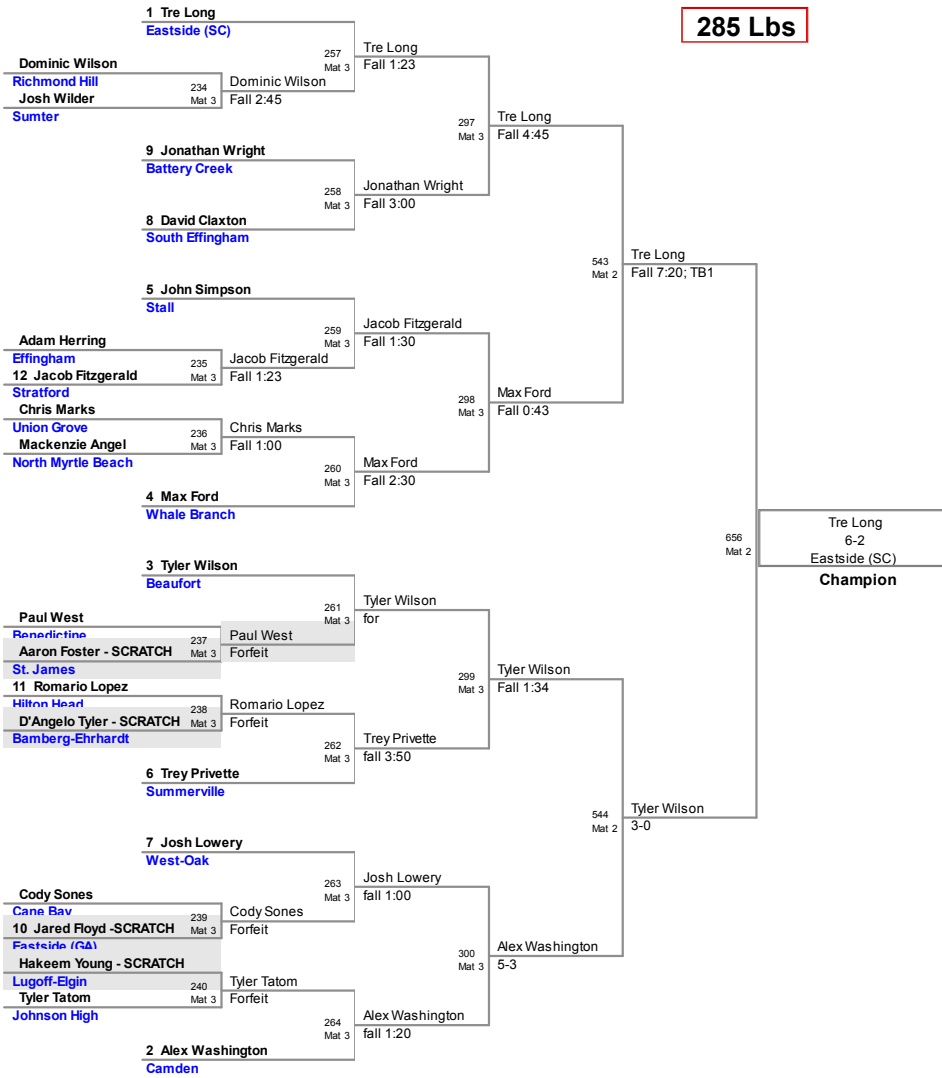 285 Lbs
1 Tre Long
Eastside (SC)
257
Mat 3
Tre Long
Fall 1:23
Dominic Wilson
Richmond Hill
234
Mat 3
Dominic Wilson
Fall 2:45
Josh Wilder
Sumter
297
Mat 3
Tre Long
Fall 4:45
9 Jonathan Wright
Battery Creek
258
Mat 3
Jonathan Wright
Fall 3:00
8 David Claxton
South Effingham
543
Mat 2
Tre Long
Fall 7:20; TB1
5 John Simpson
Stall
259
Mat 3
Jacob Fitzgerald
Fall 1:30
Adam Herring
Effingham
235
Mat 3
Jacob Fitzgerald
Fall 1:23
12 Jacob Fitzgerald
Stratford
298
Mat 3
Max Ford
Fall 0:43
Chris Marks
Union Grove
236
Mat 3
Chris Marks
Fall 1:00
Mackenzie Angel
North Myrtle Beach
260
Mat 3
Max Ford
Fall 2:30
4 Max Ford
Whale Branch
656
Mat 2
Tre Long
6-2
Eastside (SC)
Champion
3 Tyler Wilson
Beaufort
261
Mat 3
Tyler Wilson
for
Paul West
Benedictine
237
Mat 3
Paul West
Forfeit
Aaron Foster - SCRATCH
St. James
299
Mat 3
Tyler Wilson
Fall 1:34
11 Romario Lopez
Hilton Head
238
Mat 3
Romario Lopez
Forfeit
D'Angelo Tyler - SCRATCH
Bamberg-Ehrhardt
262
Mat 3
Trey Privette
fall 3:50
6 Trey Privette
Summerville
544
Mat 2
Tyler Wilson
3-0
7 Josh Lowery
West-Oak
263
Mat 3
Josh Lowery
fall 1:00
Cody Sones
Cane Bay
239
Mat 3
Cody Sones
Forfeit
10 Jared Floyd -SCRATCH
Eastside (GA)
300
Mat 3
Alex Washington
5-3
Hakeem Young - SCRATCH
Lugoff-Elgin
240
Mat 3
Tyler Tatom
Forfeit
Tyler Tatom
Johnson High
264
Mat 3
Alex Washington
fall 1:20
2 Alex Washington
Camden